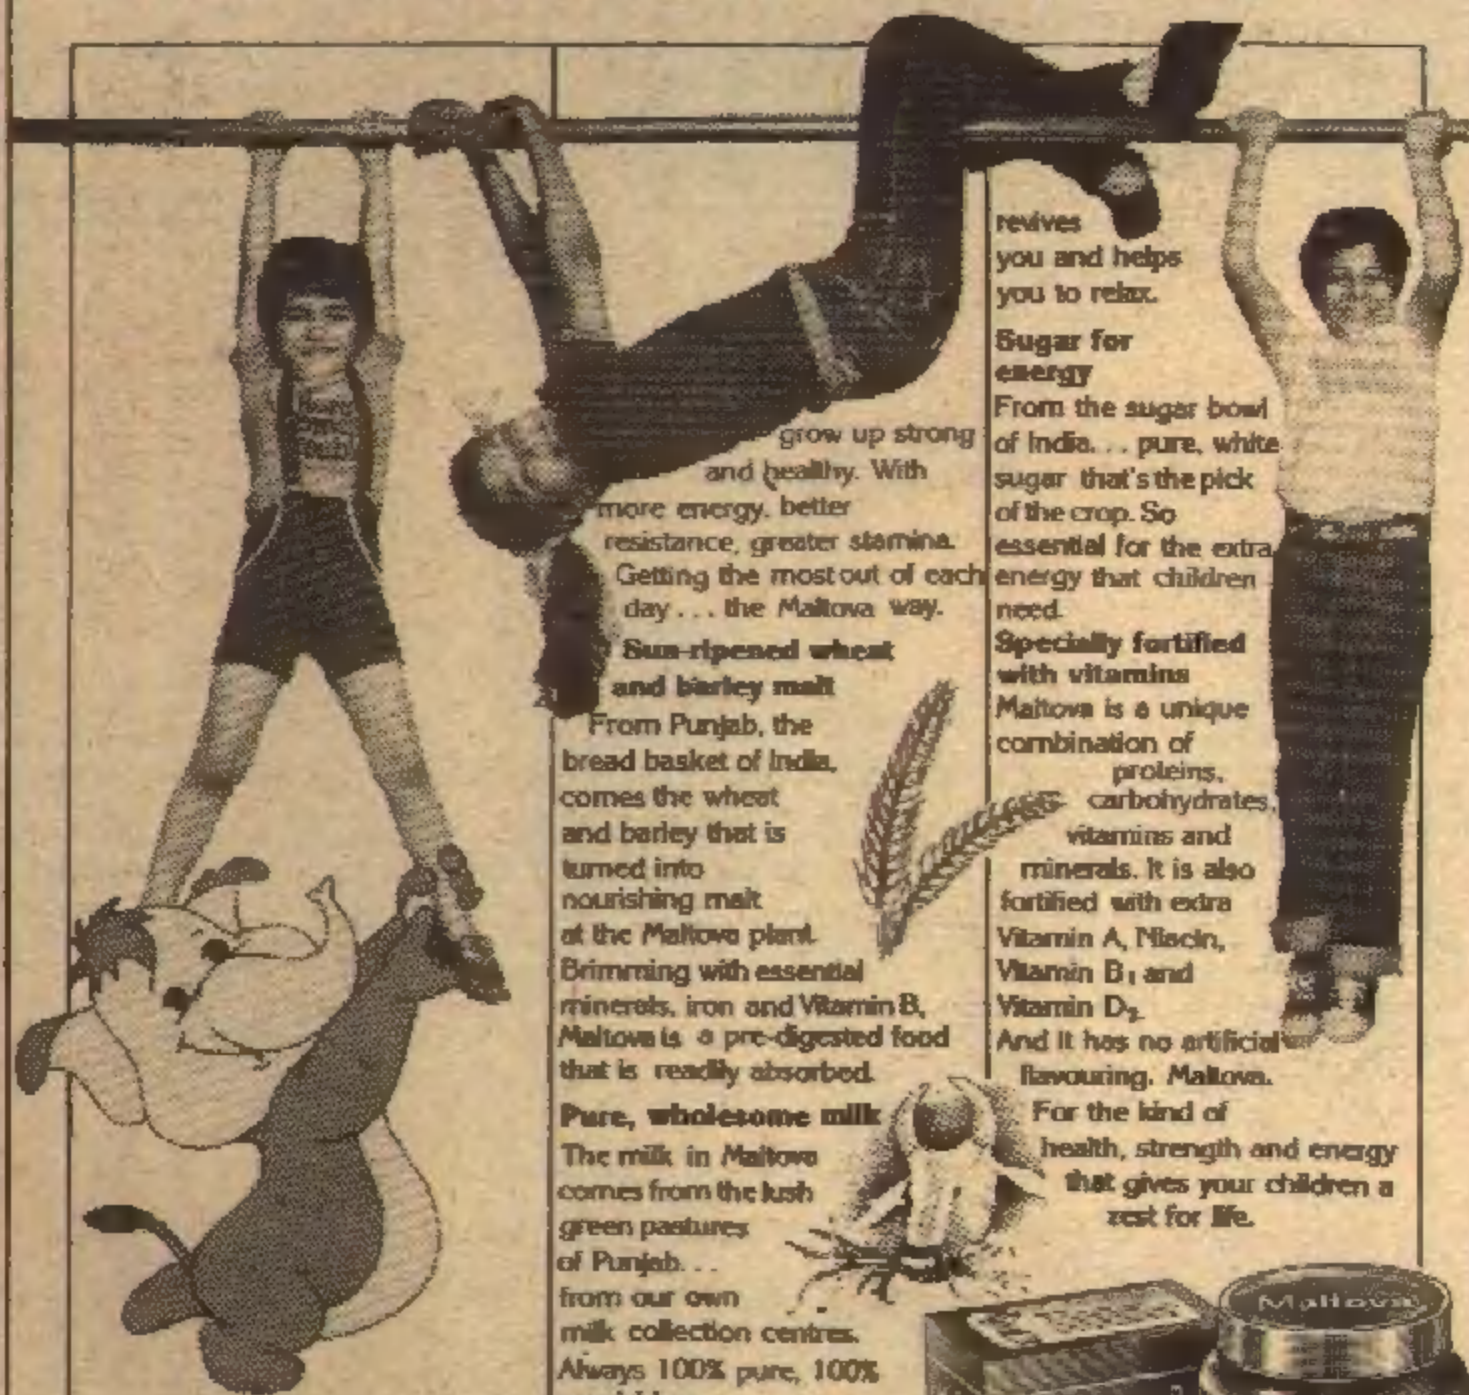 grow up strong
and healthy. With
more energy, better
resistance, greater stamina.
Getting the most out of each
day . . . the Maltova way.
Sun-ripened wheat
and barley malt
From Punjab, the
bread basket of India,
comes the wheat
and barley that is
turned into
nourishing malt
at the Maltova plant.
Brimming with essential
minerals, iron and Vitamin B,
Maltova is a pre-digested food
that is readily absorbed.
Pure, wholesome milk
The milk in Maltova
comes from the lush
green pastures
of Punjab. . .
from our own
milk collection centres.
Always 100% pure, 100%
revives
you and helps
you to relax.
Sugar for
energy
From the sugar bowl
of India. . . pure, white
sugar that's the pick
of the crop. So
essential for the extra
energy that children
need.
Specially fortified
with vitamins
Maltova is a unique
combination of
proteins,
carbohydrates,
vitamins and
minerals. It is also
fortified with extra
Vitamin A, Niacin,
Vitamin B₁ and
Vitamin D₂.
And it has no artificial
flavouring. Maltova.
For the kind of
health, strength and energy
that gives your children a
zest for life.
Maltova